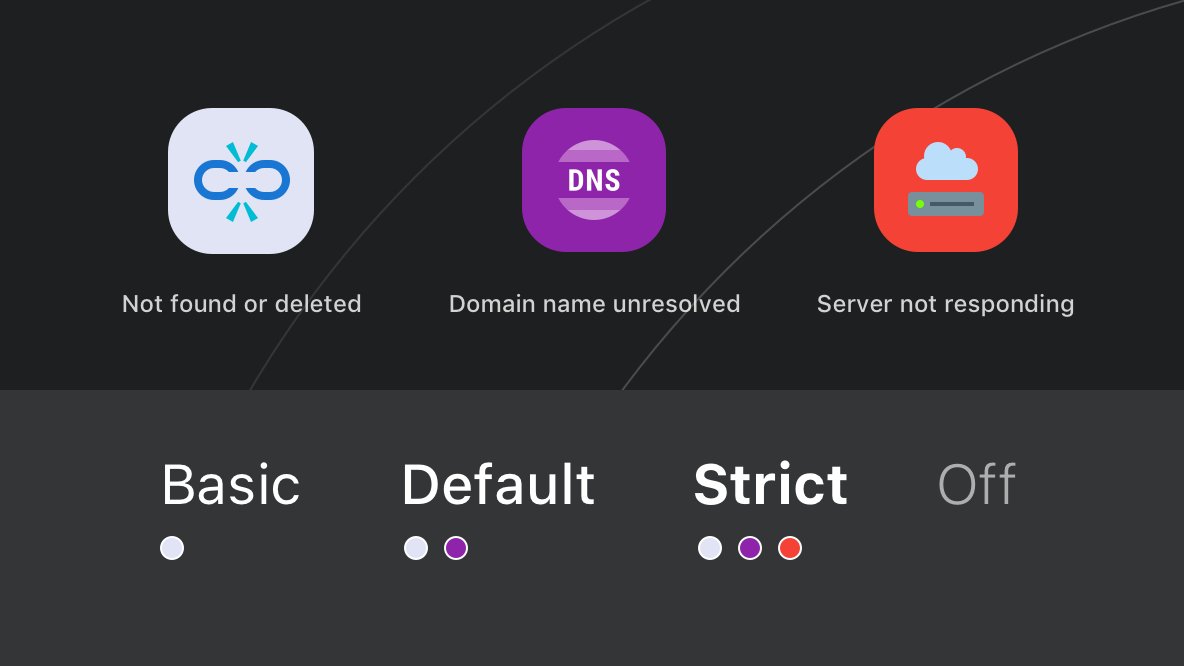 DNS
Not found or deleted
Domain name unresolved
Server not responding
Basic
Default
Strict
Off